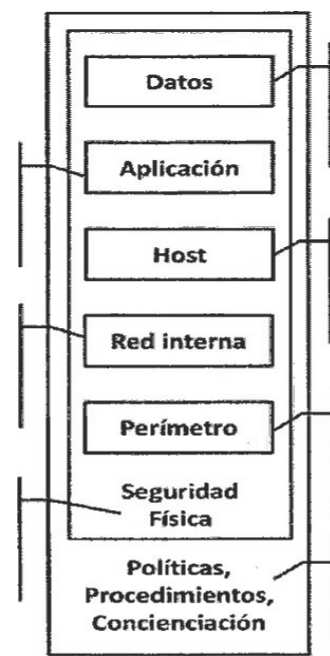 Datos
Aplicación
Host
Red interna
Perímetro
Seguridad
Física
Políticas,
Procedimientos,
Concienciación